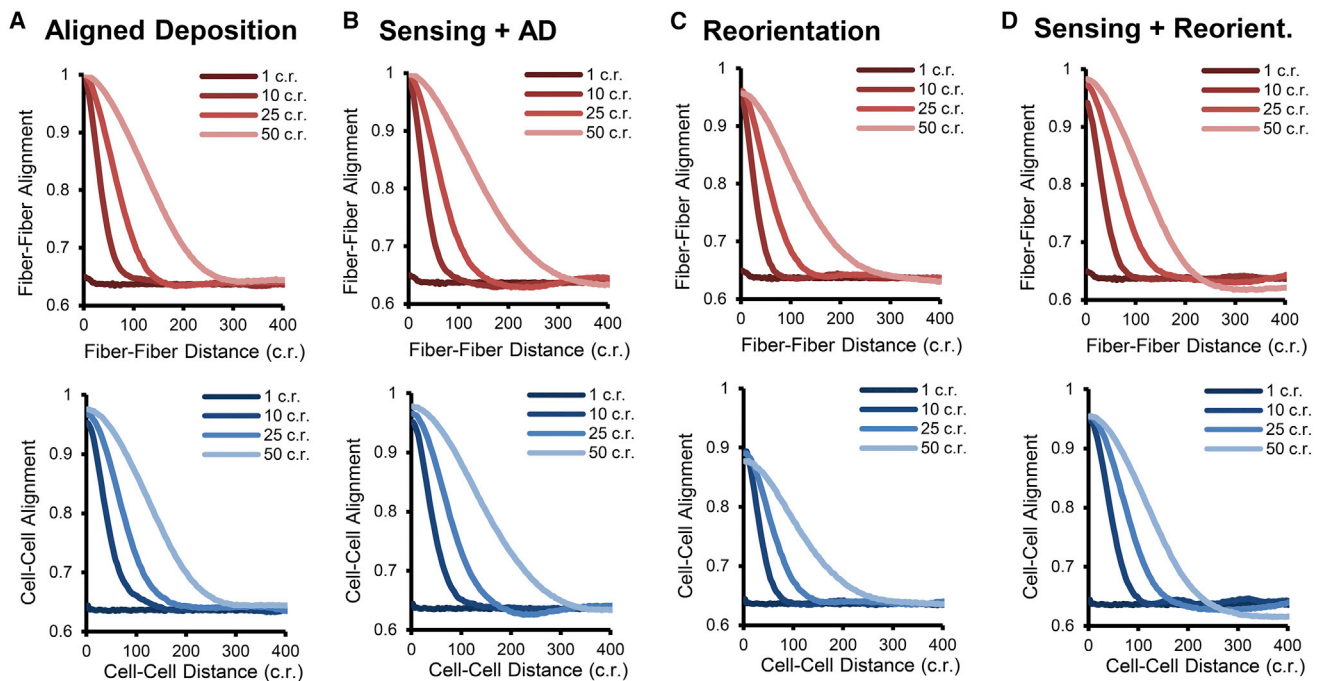 A Aligned Deposition
1
0.9
0.8
0.7
0.6
0 100 200 300 400
Fiber-Fiber Alignment
Fiber-Fiber Distance (c.r.)
1 c.r.
10 c.r.
25 c.r.
50 c.r.
B Sensing + AD
1
0.9
0.8
0.7
0.6
0 100 200 300 400
Fiber-Fiber Alignment
Fiber-Fiber Distance (c.r.)
1 c.r.
10 c.r.
25 c.r.
50 c.r.
C Reorientation
1
0.9
0.8
0.7
0.6
0 100 200 300 400
Fiber-Fiber Alignment
Fiber-Fiber Distance (c.r.)
1 c.r.
10 c.r.
25 c.r.
50 c.r.
D Sensing + Reorient.
1
0.9
0.8
0.7
0.6
0 100 200 300 400
Fiber-Fiber Alignment
Fiber-Fiber Distance (c.r.)
1 c.r.
10 c.r.
25 c.r.
50 c.r.
1
0.9
0.8
0.7
0.6
0 100 200 300 400
Cell-Cell Alignment
Cell-Cell Distance (c.r.)
1 c.r.
10 c.r.
25 c.r.
50 c.r.
1
0.9
0.8
0.7
0.6
0 100 200 300 400
Cell-Cell Alignment
Cell-Cell Distance (c.r.)
1 c.r.
10 c.r.
25 c.r.
50 c.r.
1
0.9
0.8
0.7
0.6
0 100 200 300 400
Cell-Cell Alignment
Cell-Cell Distance (c.r.)
1 c.r.
10 c.r.
25 c.r.
50 c.r.
1
0.9
0.8
0.7
0.6
0 100 200 300 400
Cell-Cell Alignment
Cell-Cell Distance (c.r.)
1 c.r.
10 c.r.
25 c.r.
50 c.r.